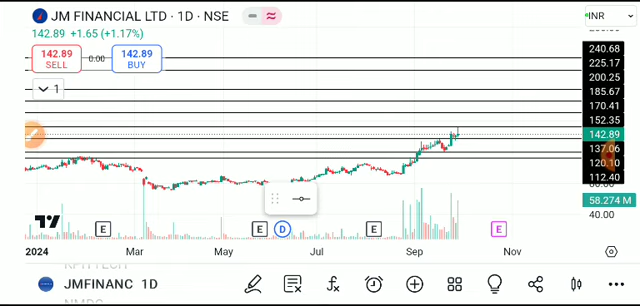 JM FINANCIAL LTD · 1D · NSE
INR
142.89 +1.65 (+1.17%)
142.89 SELL 0.00 142.89 BUY
1
240.68
225.17
200.25
185.67
170.41
152.35
142.89
137.06
120.10
112.40
58.274 M
40.00
E E D E E
2024 Mar May Jul Sep Nov
JMFINANC 1D